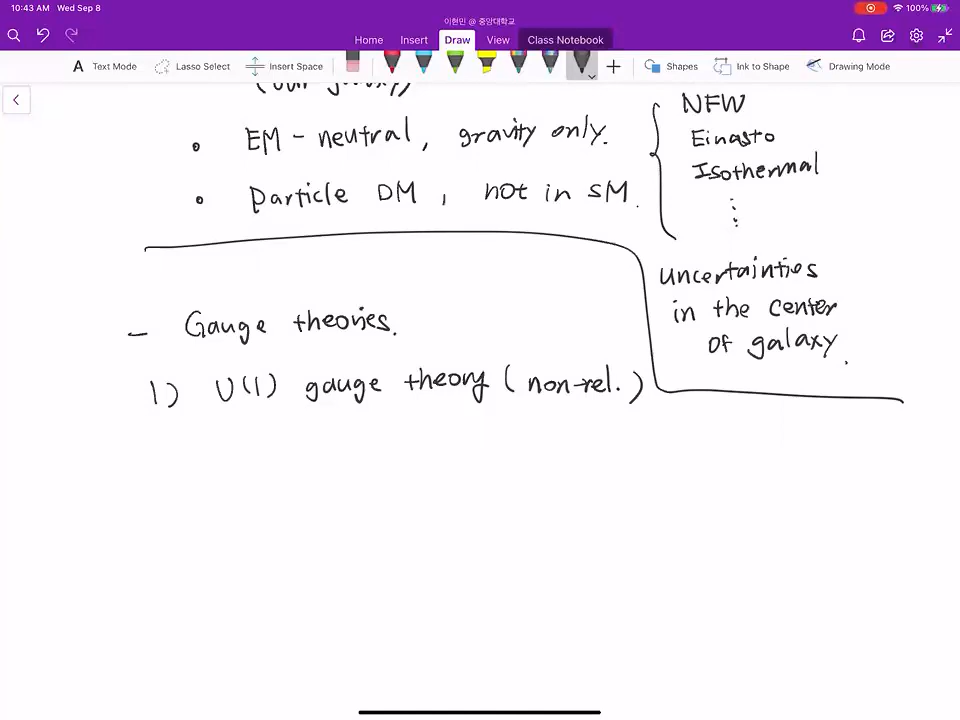 10:43 AM Wed Sep 8
100%
이현민 @ 중앙대학교
Home Insert Draw View Class Notebook
Text Mode Lasso Select Insert Space Shapes Ink to Shape Drawing Mode
(our galaxy)
• EM-neutral, gravity only.
• Particle DM, not in SM.
NFW
Einasto
Isothermal
⋮
uncertainties
in the center
of galaxy.
- Gauge theories.
1) U(1) gauge theory (non-rel.)